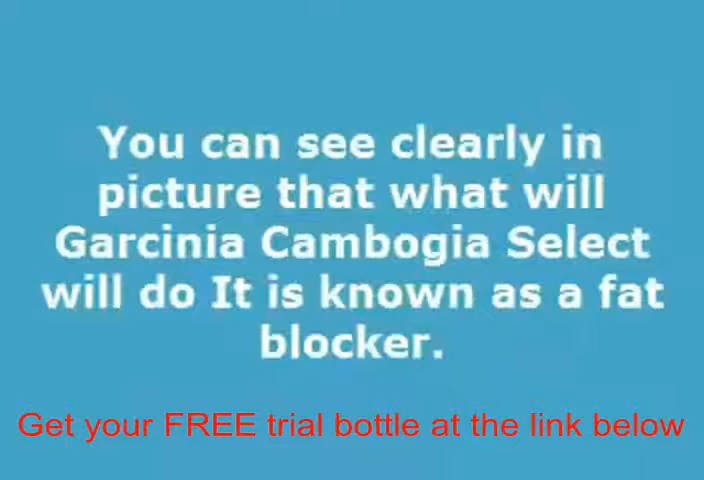 You can see clearly in
picture that what will
Garcinia Cambogia Select
will do It is known as a fat
blocker.
Get your FREE trial bottle at the link below